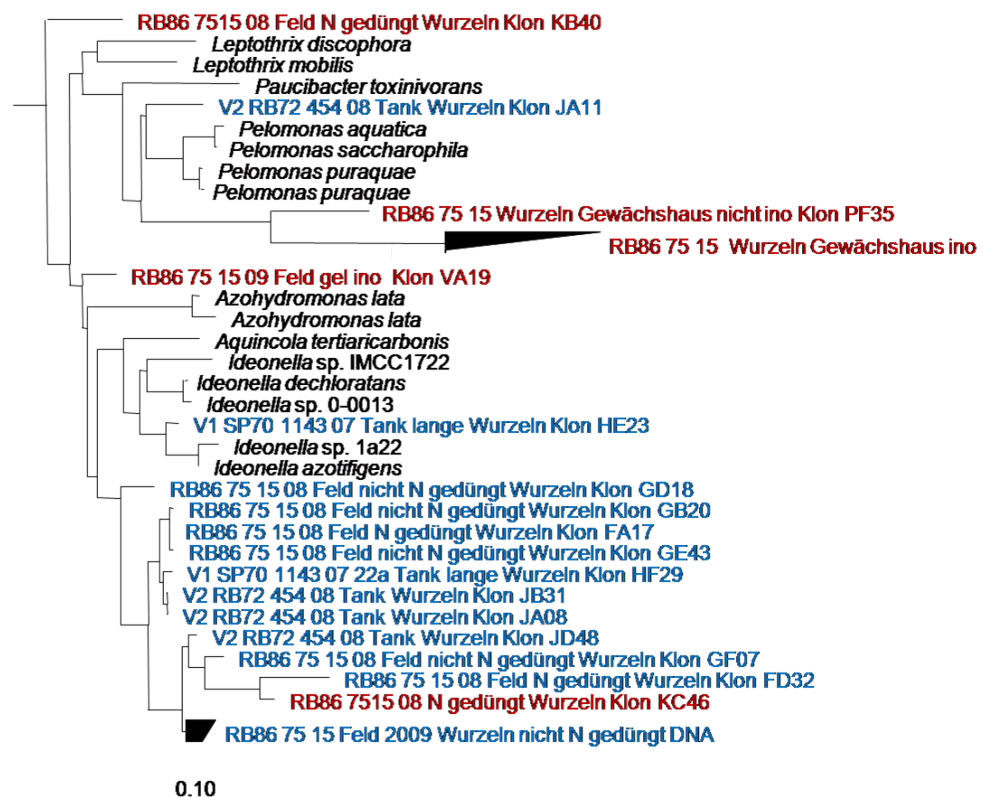 RB86 7515 08 Feld N gedüngt Wurzeln Klon KB40
Leptothrix discophora
Leptothrix mobilis
Paucibacter toxinivorans
V2 RB72 454 08 Tank Wurzeln Klon JA11
Pelomonas aquatica
Pelomonas saccharophila
Pelomonas puraquae
Pelomonas puraquae
RB86 75 15 Wurzeln Gewächshaus nicht ino Klon PF35
RB86 75 15 Wurzeln Gewächshaus ino
RB86 75 15 09 Feld gel ino Klon VA19
Azohydromonas lata
Azohydromonas lata
Aquincola tertiaricarbonis
Ideonella sp. IMCC1722
Ideonella dechloratans
Ideonella sp. 0-0013
V1 SP70 1143 07 Tank lange Wurzeln Klon HE23
Ideonella sp. 1a22
Ideonella azotifigens
RB86 75 15 08 Feld nicht N gedüngt Wurzeln Klon GD18
RB86 75 15 08 Feld nicht N gedüngt Wurzeln Klon GB20
RB86 75 15 08 Feld N gedüngt Wurzeln Klon FA17
RB86 75 15 08 Feld nicht N gedüngt Wurzeln Klon GE43
V1 SP70 1143 07 22a Tank lange Wurzeln Klon HF29
V2 RB72 454 08 Tank Wurzeln Klon JB31
V2 RB72 454 08 Tank Wurzeln Klon JA08
V2 RB72 454 08 Tank Wurzeln Klon JD48
RB86 75 15 08 Feld nicht N gedüngt Wurzeln Klon GF07
RB86 75 15 08 Feld N gedüngt Wurzeln Klon FD32
RB86 7515 08 N gedüngt Wurzeln Klon KC46
RB86 75 15 Feld 2009 Wurzeln nicht N gedüngt DNA
0.10